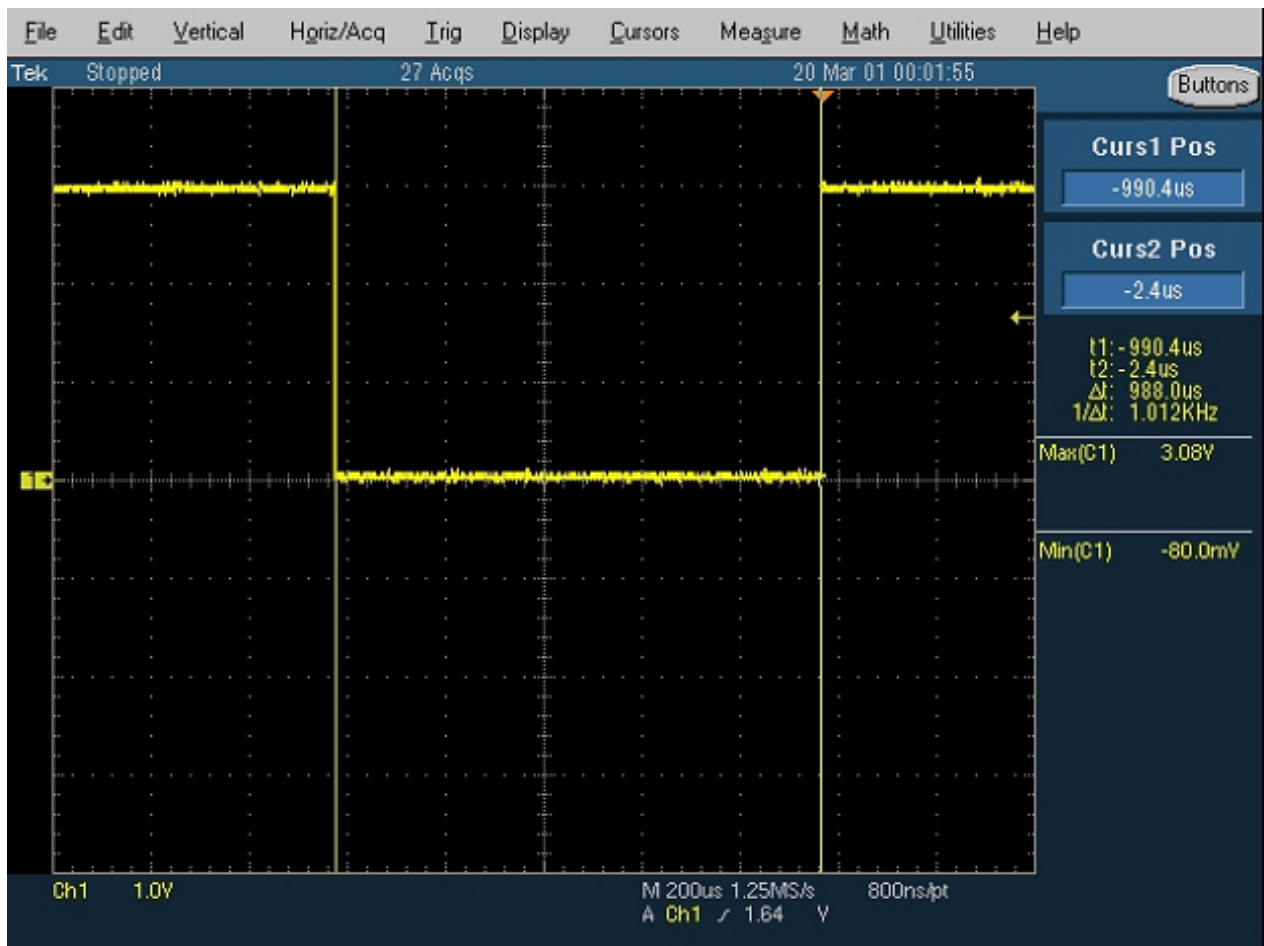 File Edit Vertical Horiz/Acq Trig Display Cursors Measure Math Utilities Help
Tek Stopped 27 Acqs 20 Mar 01 00:01:55
Buttons
Curs1 Pos
-990.4us
Curs2 Pos
-2.4us
t1:-990.4us
t2:-2.4us
Δt: 988.0us
1/Δt: 1.012KHz
Max(C1) 3.08V
1
Min(C1) -80.0mV
Ch1 1.0V M 200us 1.25MS/s 800ns/pt
A Ch1 ⁄ 1.64 V